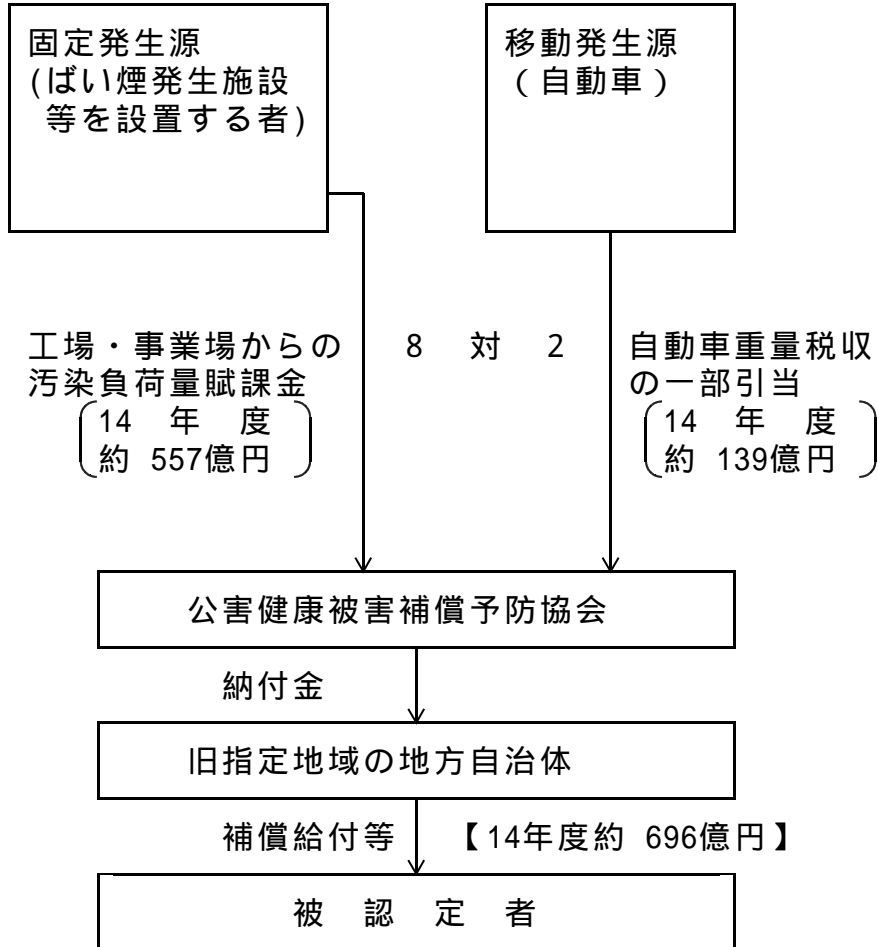 固定発生源
(ばい煙発生施設
等を設置する者)
移動発生源
(自動車)
工場・事業場からの
汚染負荷量賦課金
14 年 度
約 557億円
8 対 2
自動車重量税収
の一部引当
14 年 度
約 139億円
公害健康被害補償予防協会
納付金
旧指定地域の地方自治体
補償給付等 【14年度約 696億円】
被 認 定 者